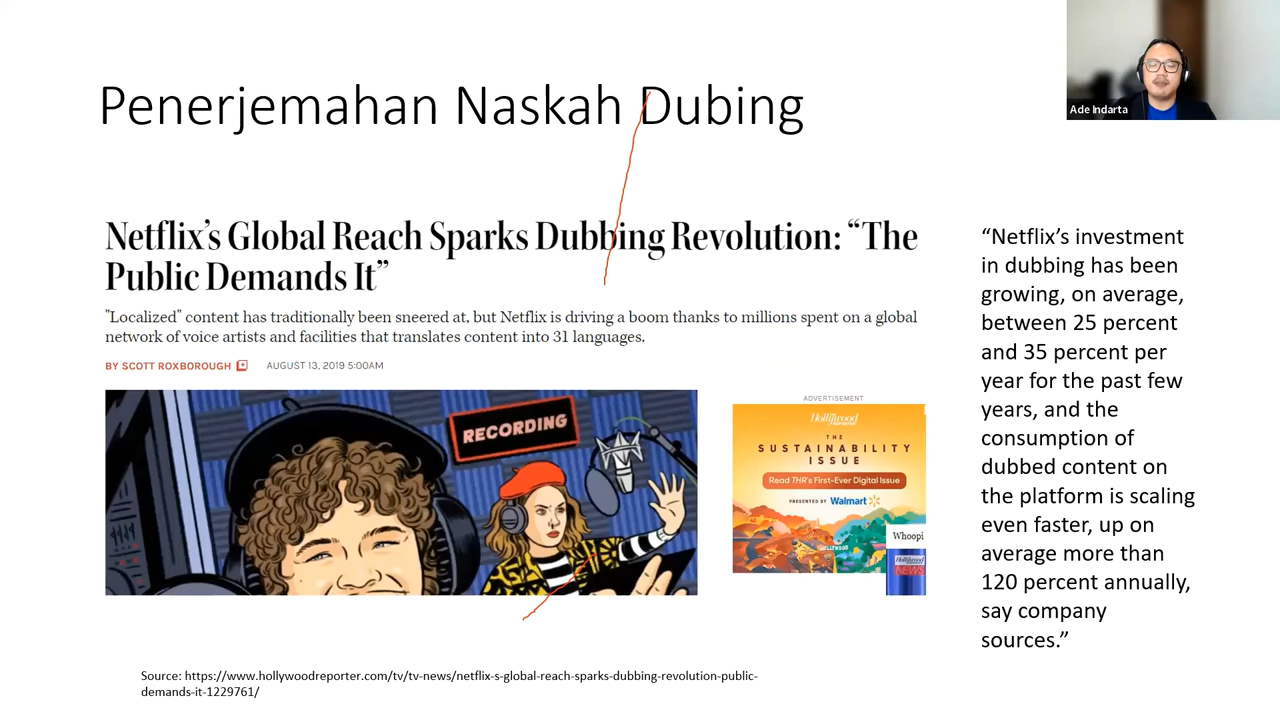 Penerjemahan Naskah Dubing
Ade Indarta
Netflix's Global Reach Sparks Dubbing Revolution: “The
Public Demands It”
"Localized" content has traditionally been sneered at, but Netflix is driving a boom thanks to millions spent on a global
network of voice artists and facilities that translates content into 31 languages.
BY SCOTT ROXBOROUGH
AUGUST 13, 2019 5:00AM
RECORDING
ADVERTISEMENT
Hollywood
THE
SUSTAINABILITY
ISSUE
Read THR's First-Ever Digital Issue
PRESENTED BY Walmart
HOLLYWOOD
Whoopi
Hollywood
NEWS
“Netflix's investment
in dubbing has been
growing, on average,
between 25 percent
and 35 percent per
year for the past few
years, and the
consumption of
dubbed content on
the platform is scaling
even faster, up on
average more than
120 percent annually,
say company
sources.”
Source: https://www.hollywoodreporter.com/tv/tv-news/netflix-s-global-reach-sparks-dubbing-revolution-public-
demands-it-1229761/